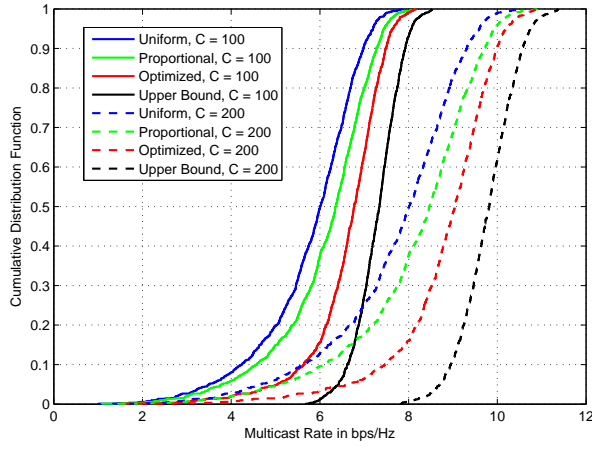 1
0.9
0.8
0.7
0.6
0.5
0.4
0.3
0.2
0.1
0
Cumulative Distribution Function
Uniform, C = 100
Proportional, C = 100
Optimized, C = 100
Upper Bound, C = 100
Uniform, C = 200
Proportional, C = 200
Optimized, C = 200
Upper Bound, C = 200
0 2 4 6 8 10 12
Multicast Rate in bps/Hz